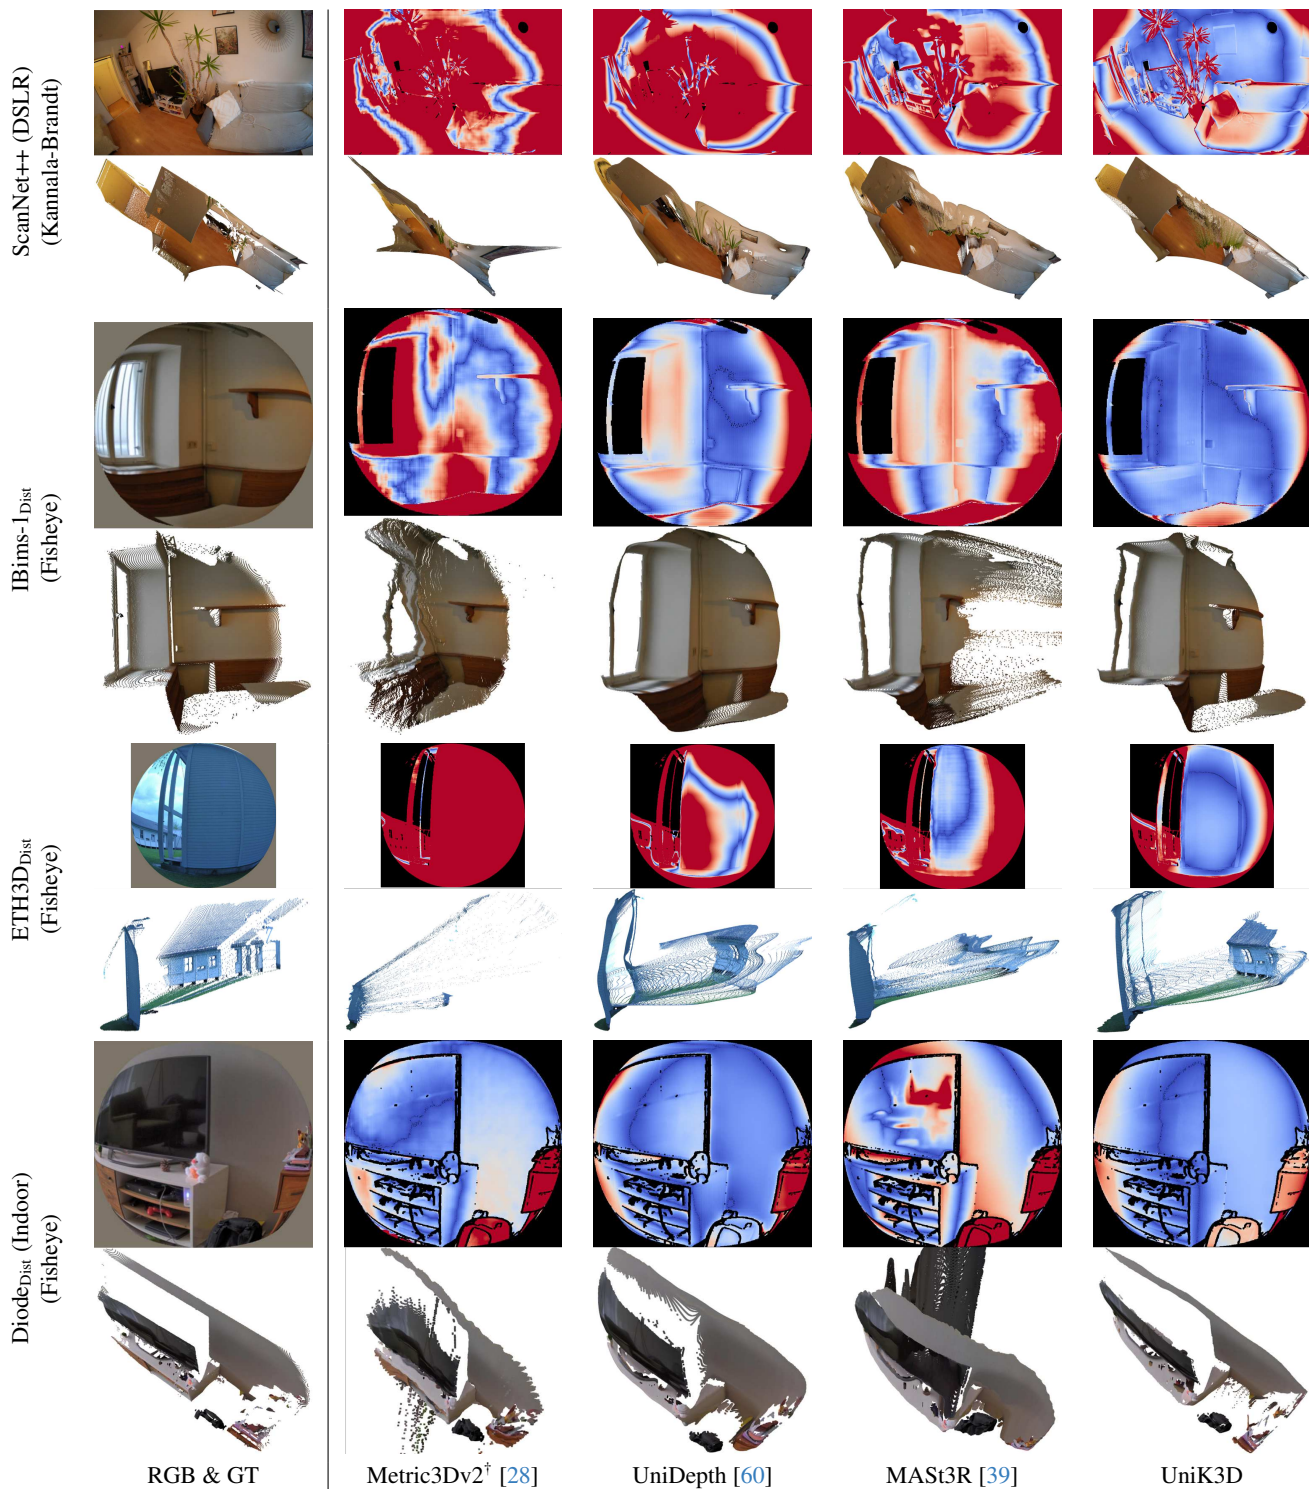 ScanNet++ (DSLR)
(Kannala-Brandt)
IBims-1Dist
(Fisheye)
ETH3DDist
(Fisheye)
DiodeDist (Indoor)
(Fisheye)
RGB & GT
Metric3Dv2† [28]
UniDepth [60]
MASt3R [39]
UniK3D